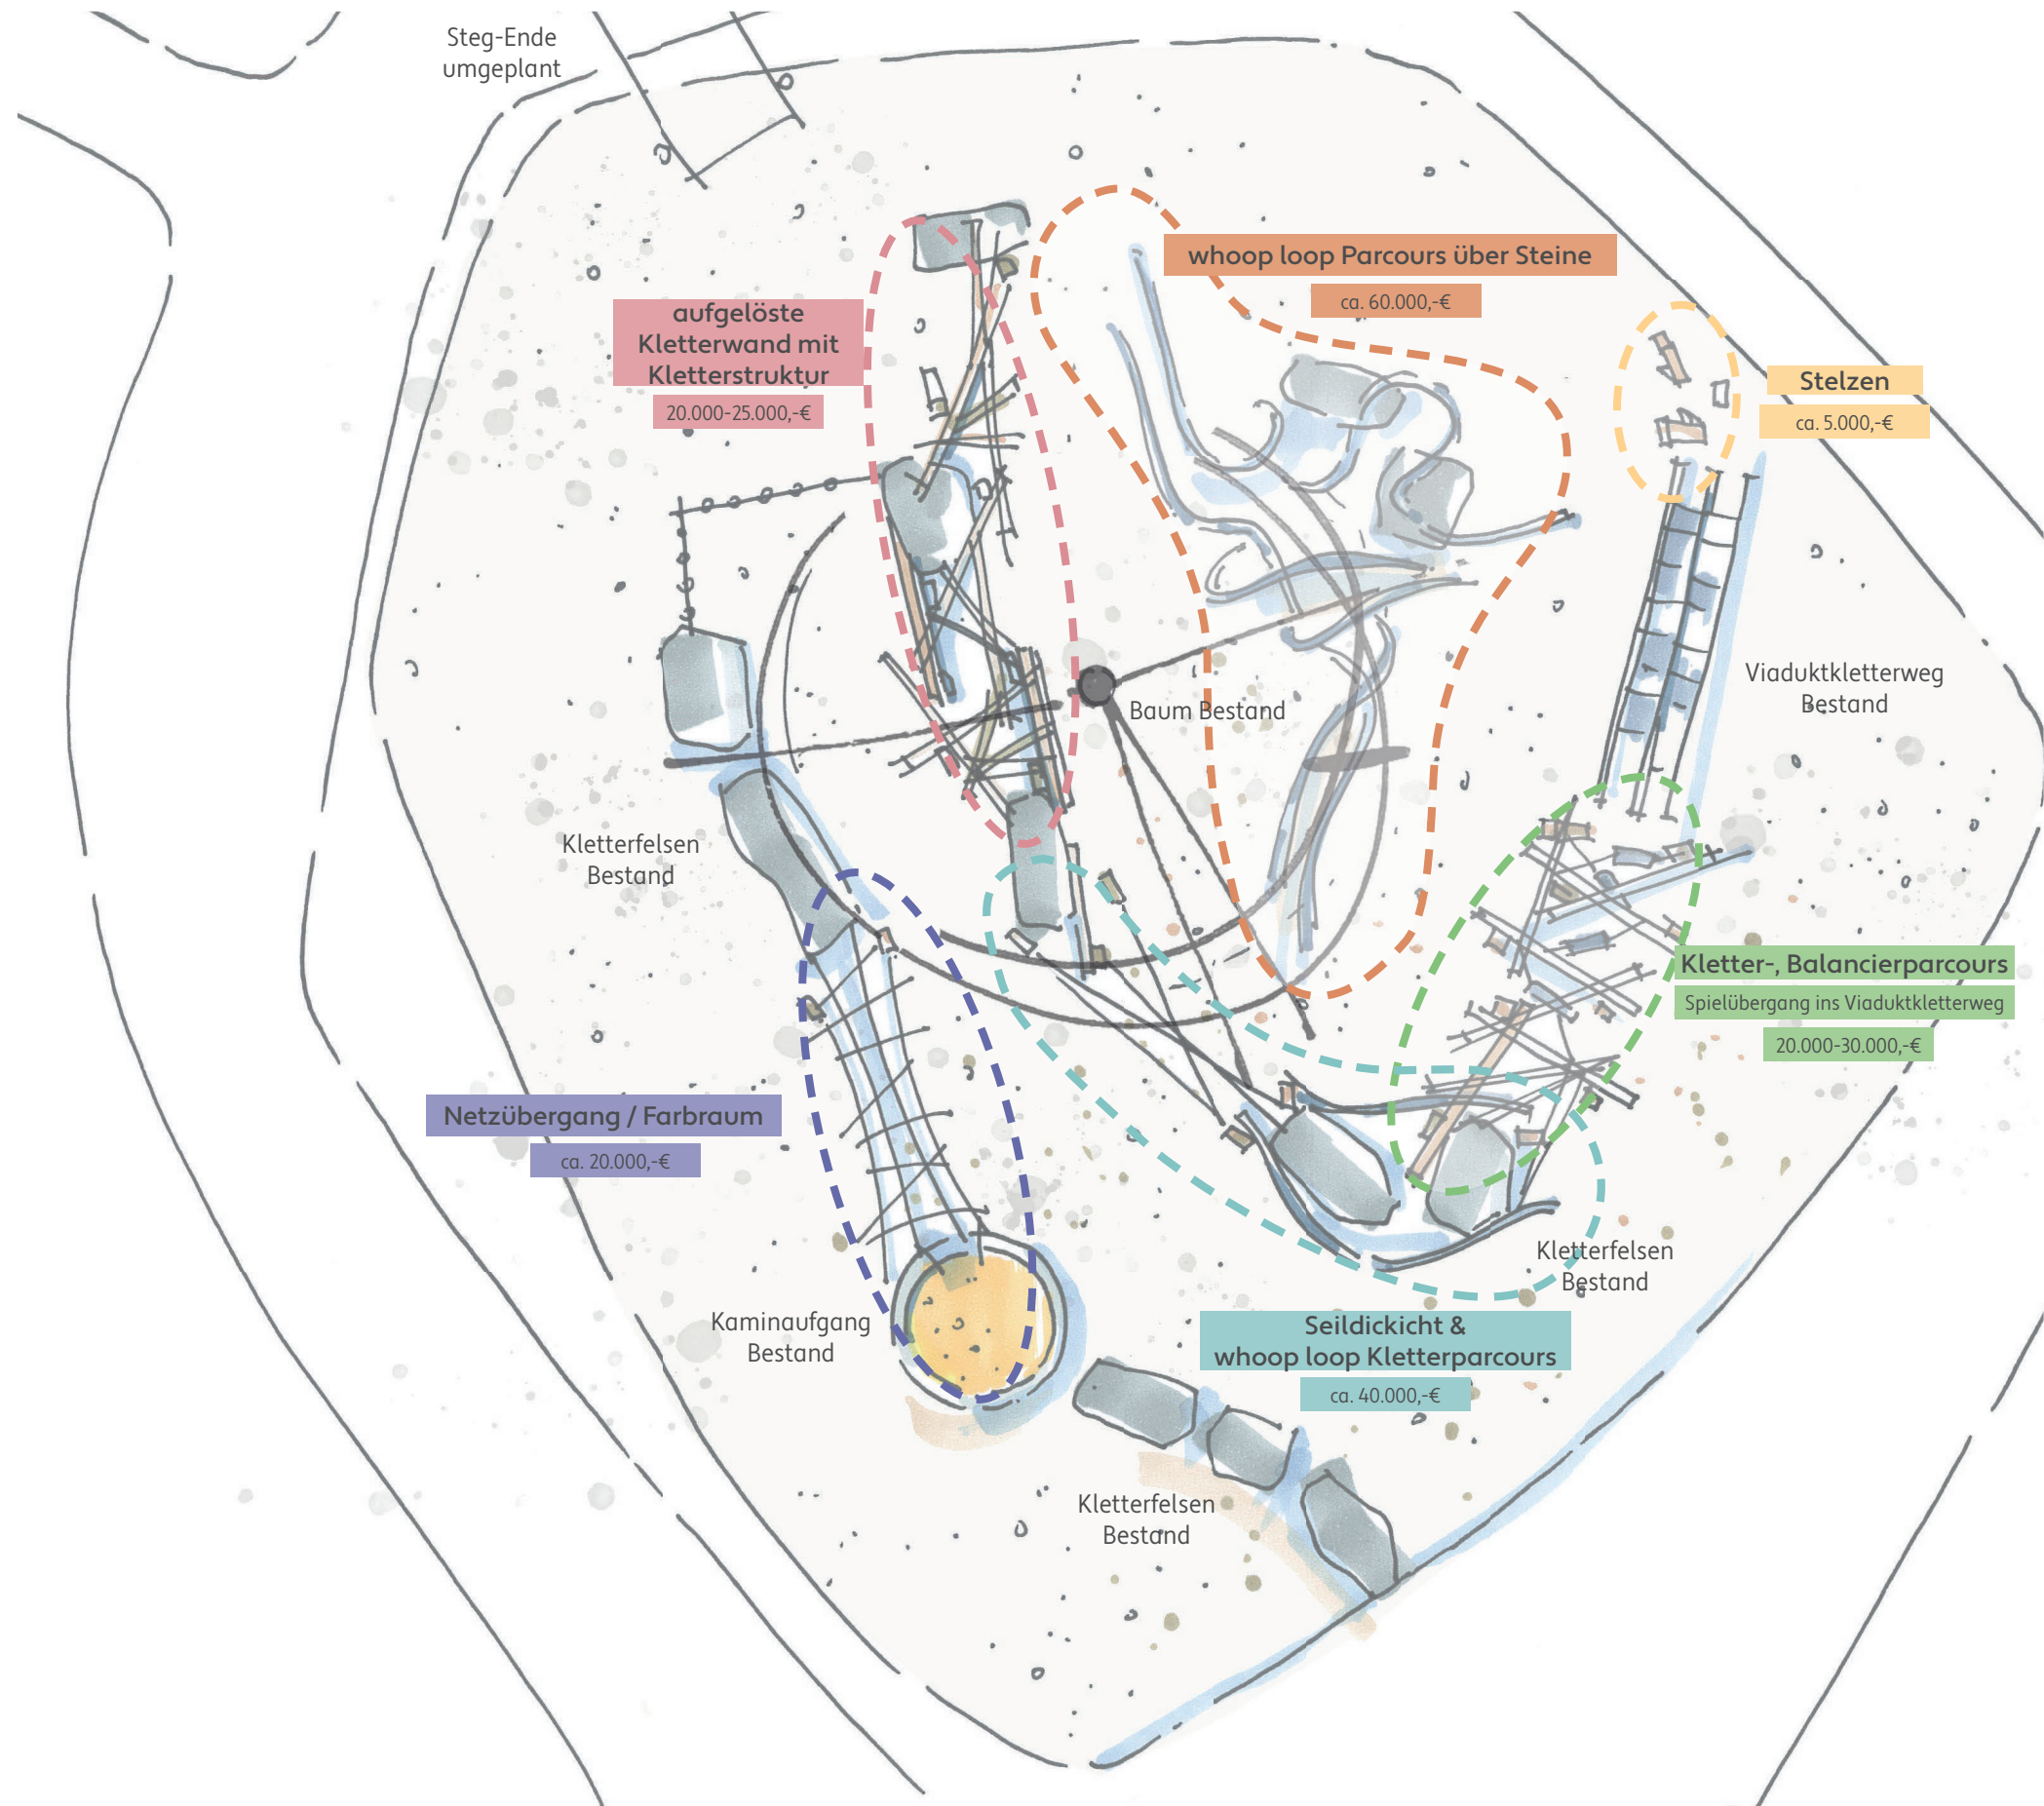 Steg-Ende
umgeplant
whoop loop Parcours über Steine
ca. 60.000,-€
aufgelöste
Kletterwand mit
Kletterstruktur
20.000-25.000,-€
Stelzen
ca. 5.000,-€
Viaduktkletterweg
Bestand
Baum Bestand
Kletterfelsen
Bestand
Kletter-, Balancierparcours
Spielübergang ins Viaduktkletterweg
20.000-30.000,-€
Netzübergang / Farbraum
ca. 20.000,-€
Kletterfelsen
Bestand
Kaminaufgang
Bestand
Seildickicht &
whoop loop Kletterparcours
ca. 40.000,-€
Kletterfelsen
Bestand